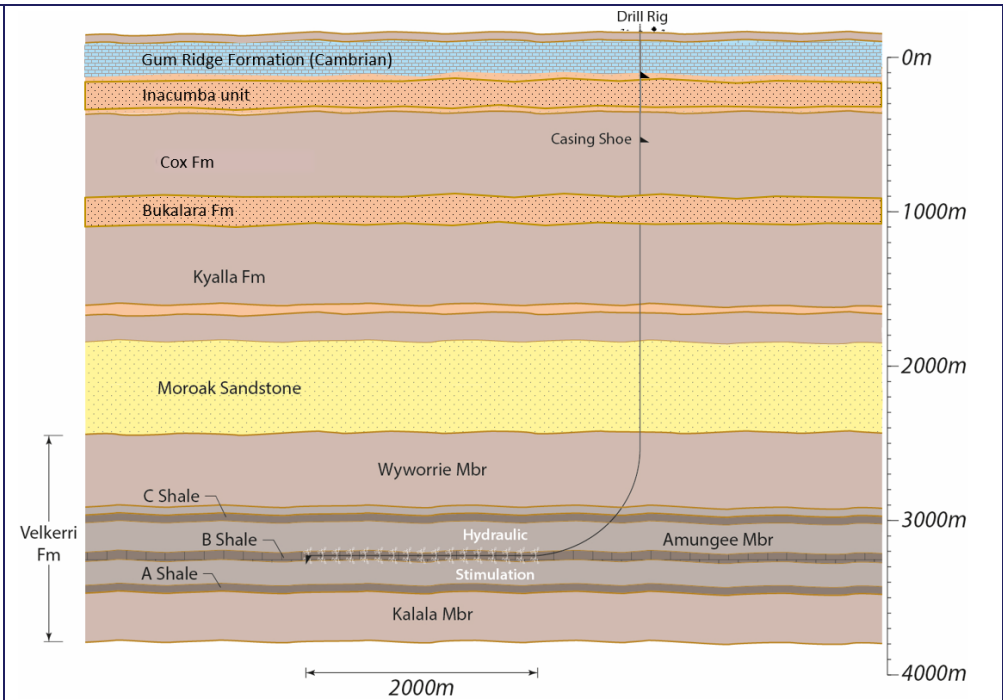 Drill Rig
Gum Ridge Formation (Cambrian)
0m
Inacumba unit
Casing Shoe
Cox Fm
Bukalara Fm
1000m
Kyalla Fm
2000m
Moroak Sandstone
Wyworrie Mbr
C Shale
3000m
Velkerri
Fm
B Shale
Hydraulic
Stimulation
Amungee Mbr
A Shale
Kalala Mbr
4000m
2000m